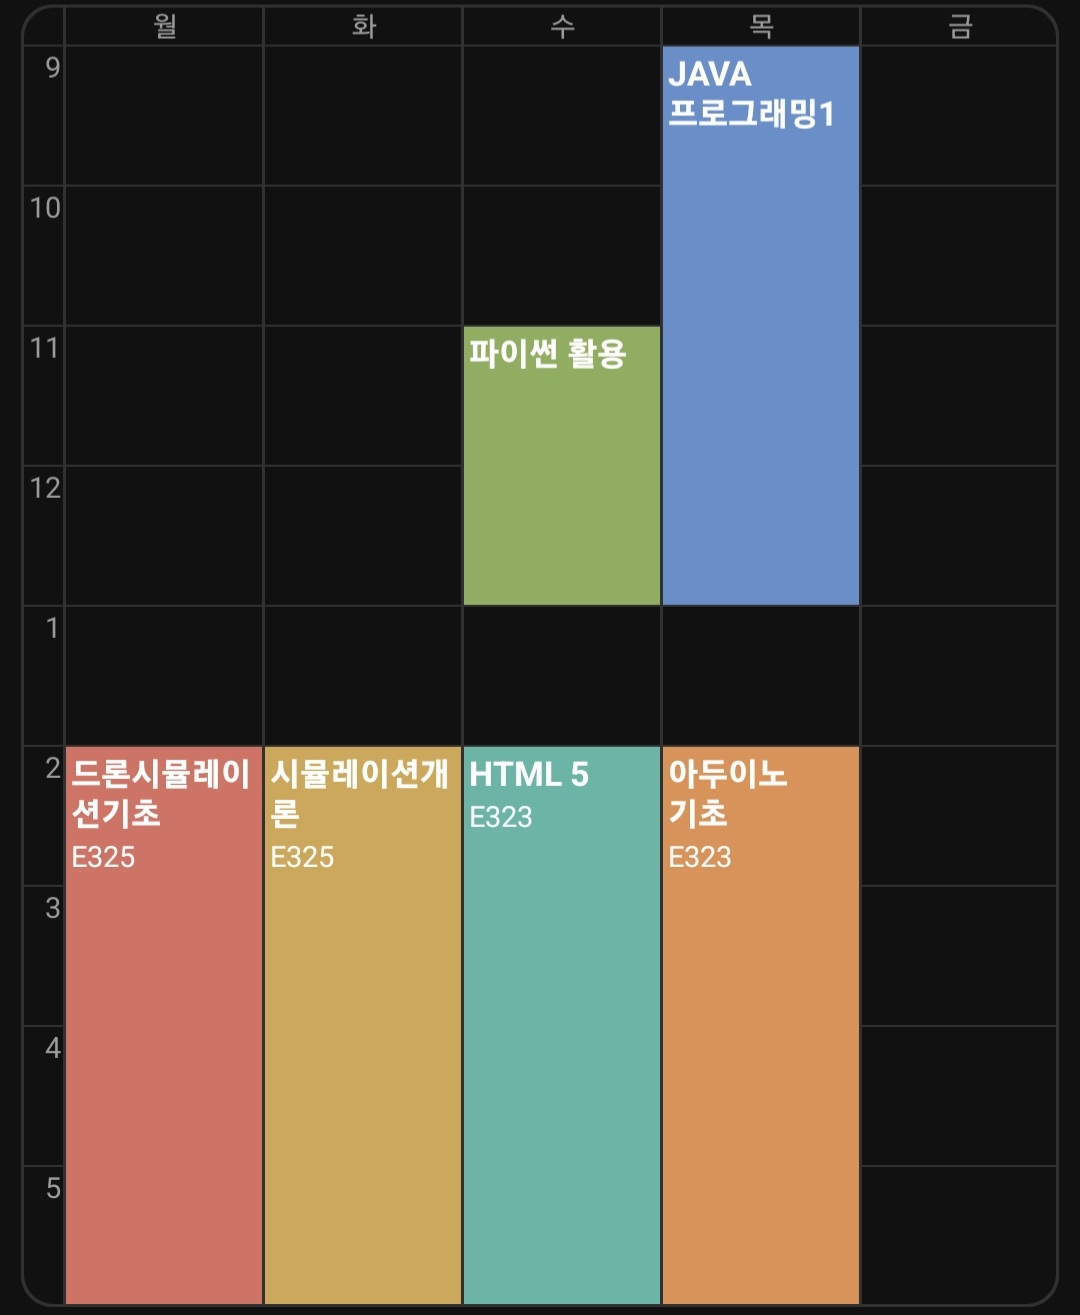 월 화 수 목 금
9
JAVA
프로그래밍1
10
11
파이썬 활용
12
1
2
드론시뮬레이
션기초
E325
시뮬레이션개
론
E325
HTML 5
E323
아두이노
기초
E323
3
4
5